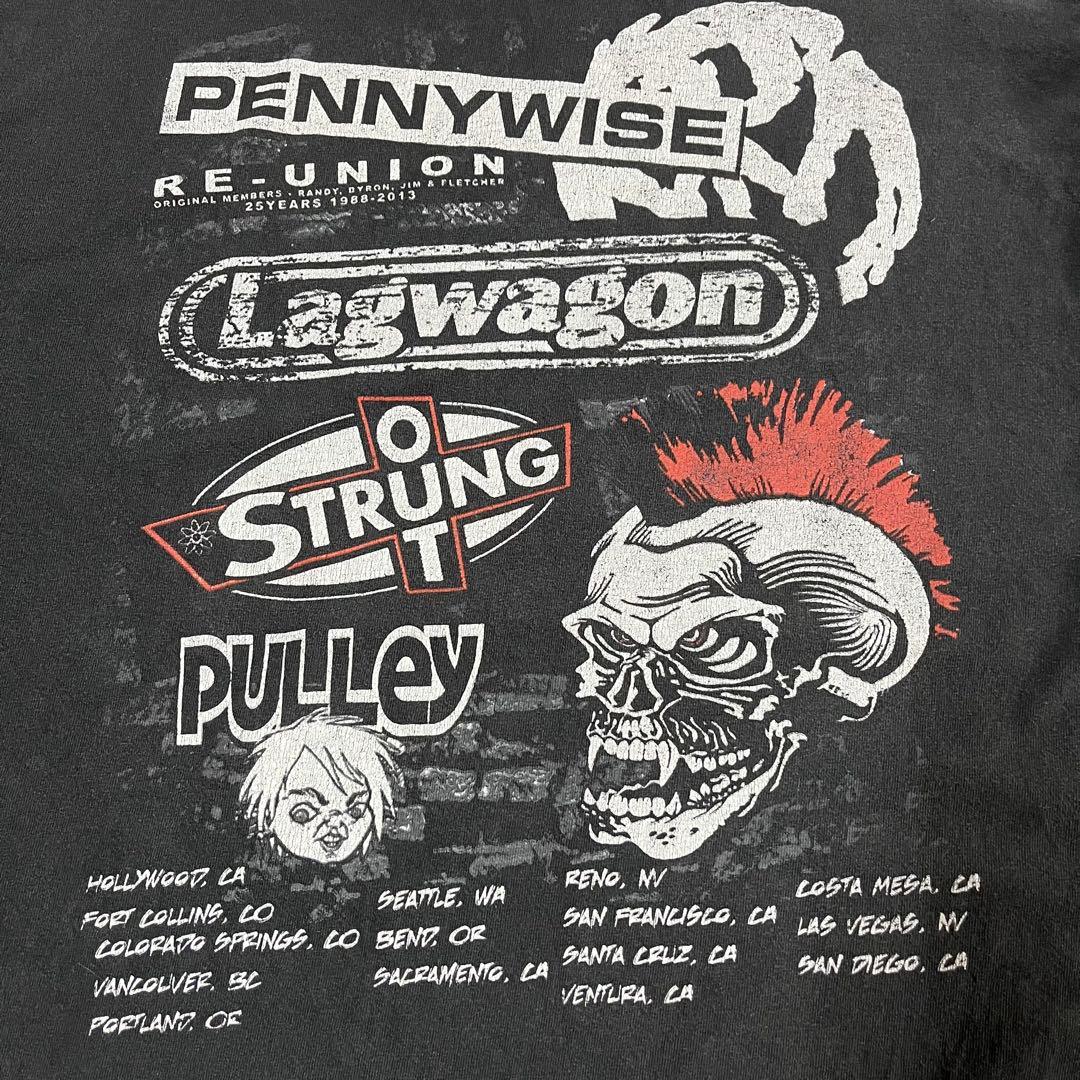 PENNYWISE
RE-UNION
ORIGINAL MEMBERS - RANDY, BYRON, JIM & FLETCHER
25YEARS 1988-2013
Lagwagon
STRUNG OUT
PULLEY
HOLLYWOOD, CA
FORT COLLINS, CO
COLORADO SPRINGS, CO
VANCOUVER, BC
PORTLAND, OR
SEATTLE, WA
BEND, OR
SACRAMENTO, CA
RENO, NV
SAN FRANCISCO, CA
SANTA CRUZ, CA
VENTURA, CA
COSTA MESA, CA
LAS VEGAS, NV
SAN DIEGO, CA